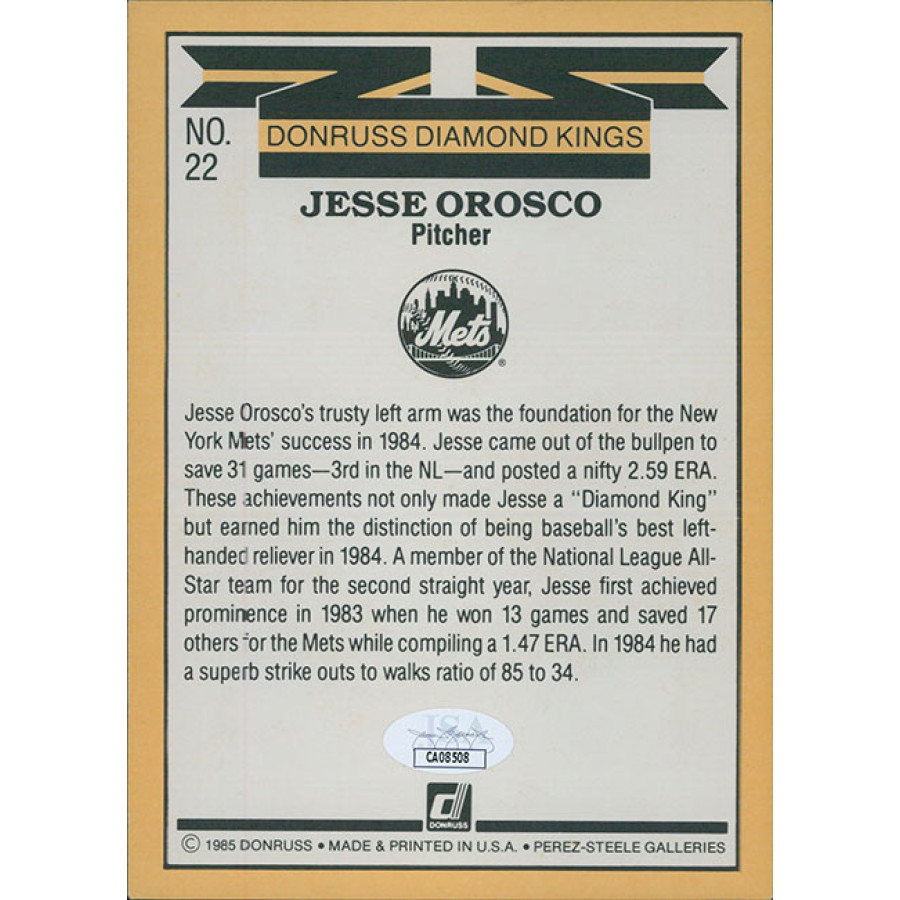 NO.
22
DONRUSS DIAMOND KINGS
JESSE OROSCO
Pitcher
Mets
®
Jesse Orosco's trusty left arm was the foundation for the New
York Mets' success in 1984. Jesse came out of the bullpen to
save 31 games—3rd in the NL—and posted a nifty 2.59 ERA.
These achievements not only made Jesse a "Diamond King"
but earned him the distinction of being baseball's best left-
handed reliever in 1984. A member of the National League All-
Star team for the second straight year, Jesse first achieved
prominence in 1983 when he won 13 games and saved 17
others for the Mets while compiling a 1.47 ERA. In 1984 he had
a superb strike outs to walks ratio of 85 to 34.
JSA
CA08508
d
DONRUSS
© 1985 DONRUSS • MADE & PRINTED IN U.S.A. • PEREZ-STEELE GALLERIES